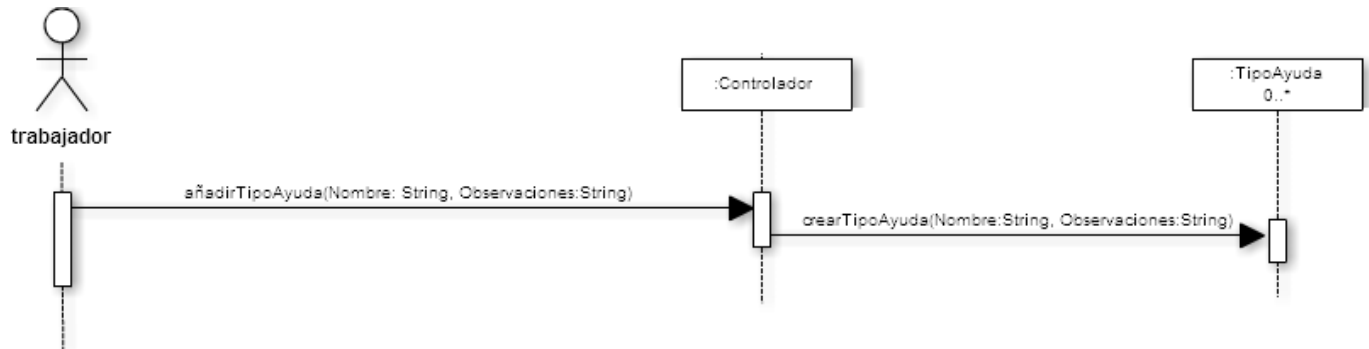 :Controlador
:TipoAyuda
0..*
trabajador
añadirTipoAyuda(Nombre: String, Observaciones:String)
crearTipoAyuda(Nombre:String, Observaciones:String)